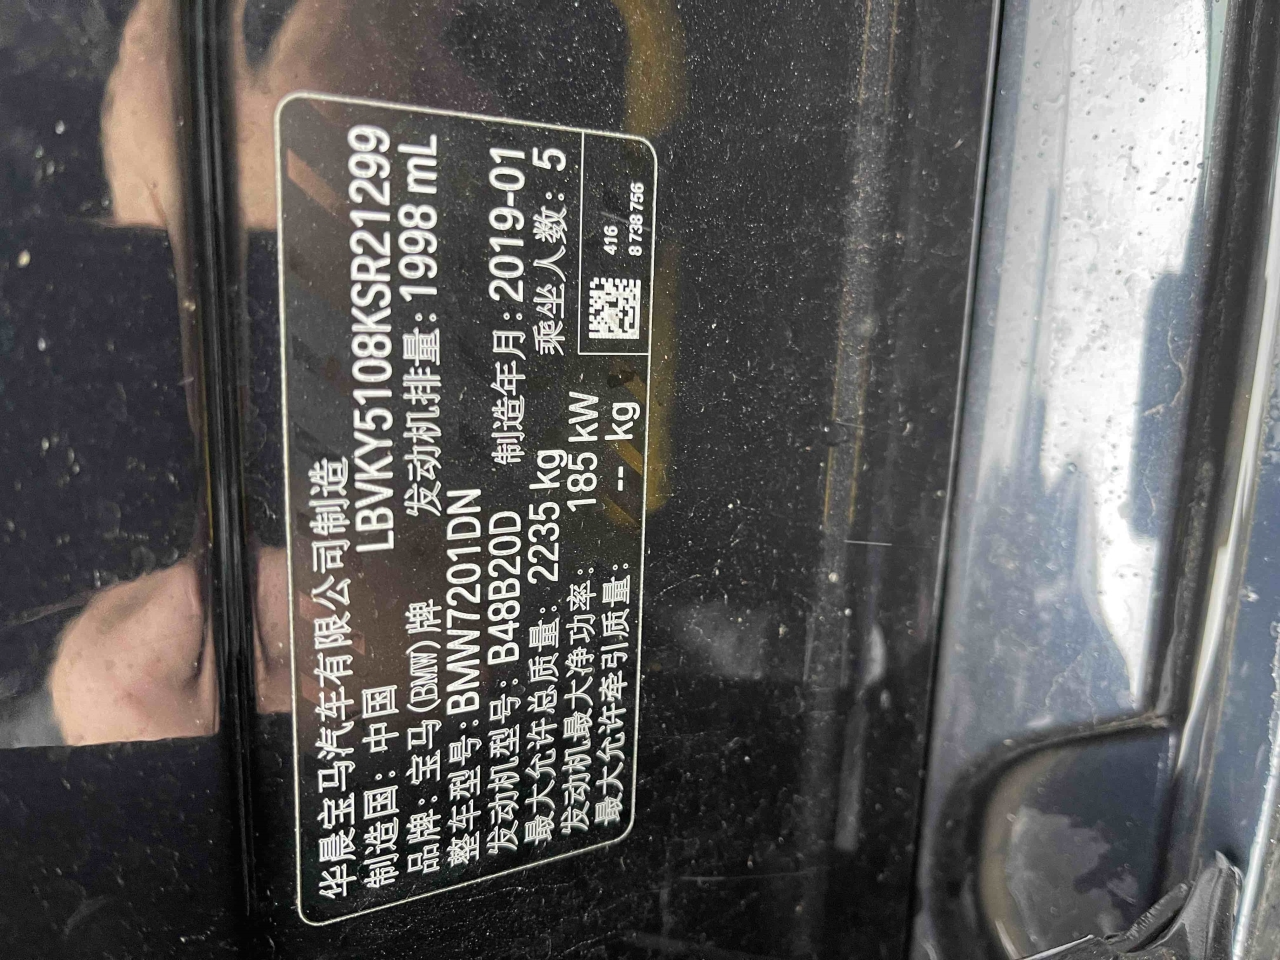 华晨宝马汽车有限公司制造
制造国：中国 LBVKY5108KSR21299
品牌：宝马(BMW)牌 发动机排量：1998 mL
整车型号：BMW7201DN
发动机型号：B48B20D 制造年月：2019-01
最大允许总质量：2235 kg 乘坐人数：5
发动机最大净功率：185 kW
最大允许牵引质量：-- kg
416
8 738 756